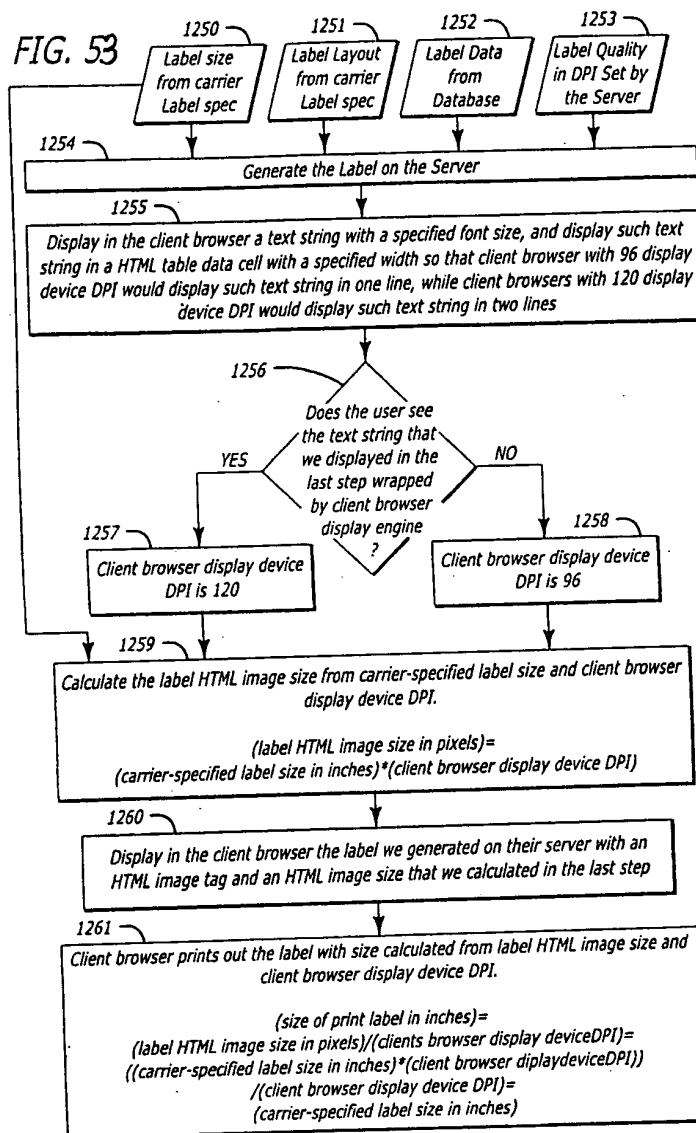 FIG. 53
1250
Label size
from carrier
Label spec
1251
Label Layout
from carrier
Label spec
1252
Label Data
from
Database
1253
Label Quality
in DPI Set by
the Server
1254
Generate the Label on the Server
1255
Display in the client browser a text string with a specified font size, and display such text
string in a HTML table data cell with a specified width so that client browser with 96 display
device DPI would display such text string in one line, while client browsers with 120 display
device DPI would display such text string in two lines
1256
Does the user see
the text string that
we displayed in the
last step wrapped
by client browser
display engine
?
YES
NO
1257
Client browser display device
DPI is 120
1258
Client browser display device
DPI is 96
1259
Calculate the label HTML image size from carrier-specified label size and client browser
display device DPI.
(label HTML image size in pixels)=
(carrier-specified label size in inches)*(client browser display device DPI)
1260
Display in the client browser the label we generated on their server with an
HTML image tag and an HTML image size that we calculated in the last step
1261
Client browser prints out the label with size calculated from label HTML image size and
client browser display device DPI.
(size of print label in inches)=
(label HTML image size in pixels)/(clients browser display deviceDPI)=
((carrier-specified label size in inches)*(client browser diplaydeviceDPI))
/(client browser display device DPI)=
(carrier-specified label size in inches)